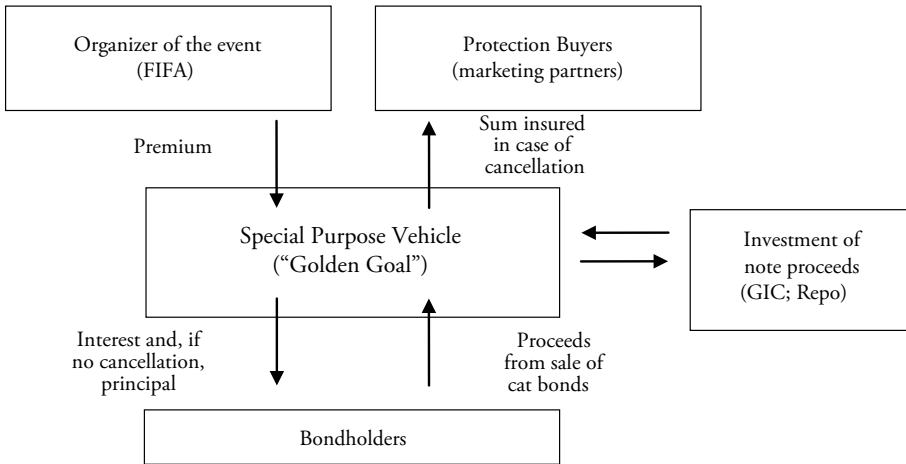 Organizer of the event
(FIFA)
Protection Buyers
(marketing partners)
Premium
Sum insured
in case of
cancellation
Special Purpose Vehicle
(“Golden Goal”)
Investment of
note proceeds
(GIC; Repo)
Interest and, if
no cancellation,
principal
Proceeds
from sale of
cat bonds
Bondholders